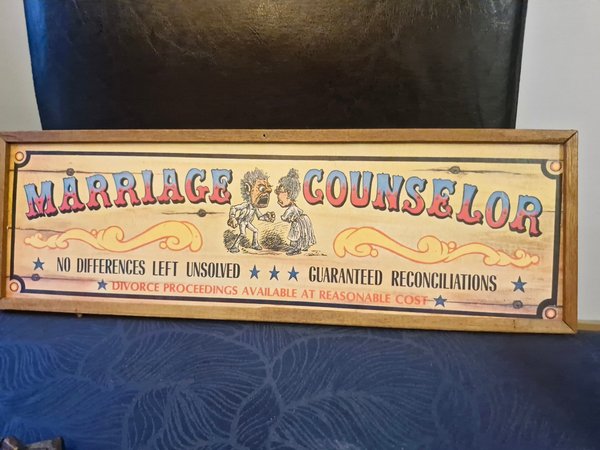 MARRIAGE COUNSELOR
NO DIFFERENCES LEFT UNSOLVED ★ ★ ★ GUARANTEED RECONCILIATIONS
DIVORCE PROCEEDINGS AVAILABLE AT REASONABLE COST